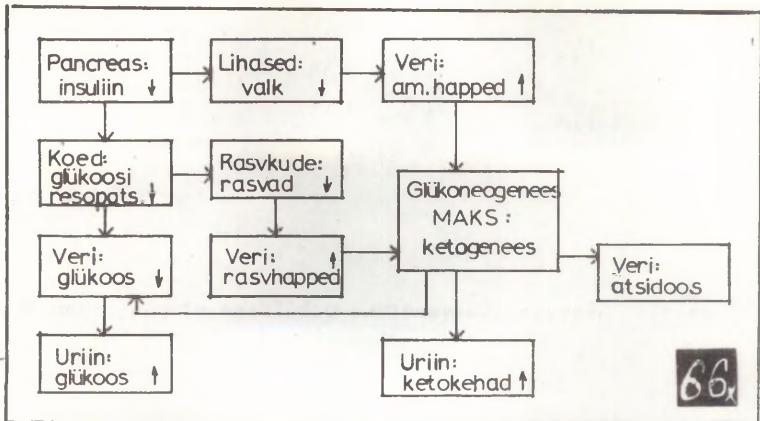 Pancreas:
insuliin ↓
Lihased:
valk ↓
Veri:
am.happed ↑
Koed:
glükoosi
resopats. ↓
Rasvkude:
rasvad ↓
Glükoneogenees
MAKS:
ketogenees
Veri:
glükoos ↓
Veri:
rasvhapped ↑
Veri:
atsidoos
Uriin:
glükoos ↑
Uriin:
ketokehad ↑
66x